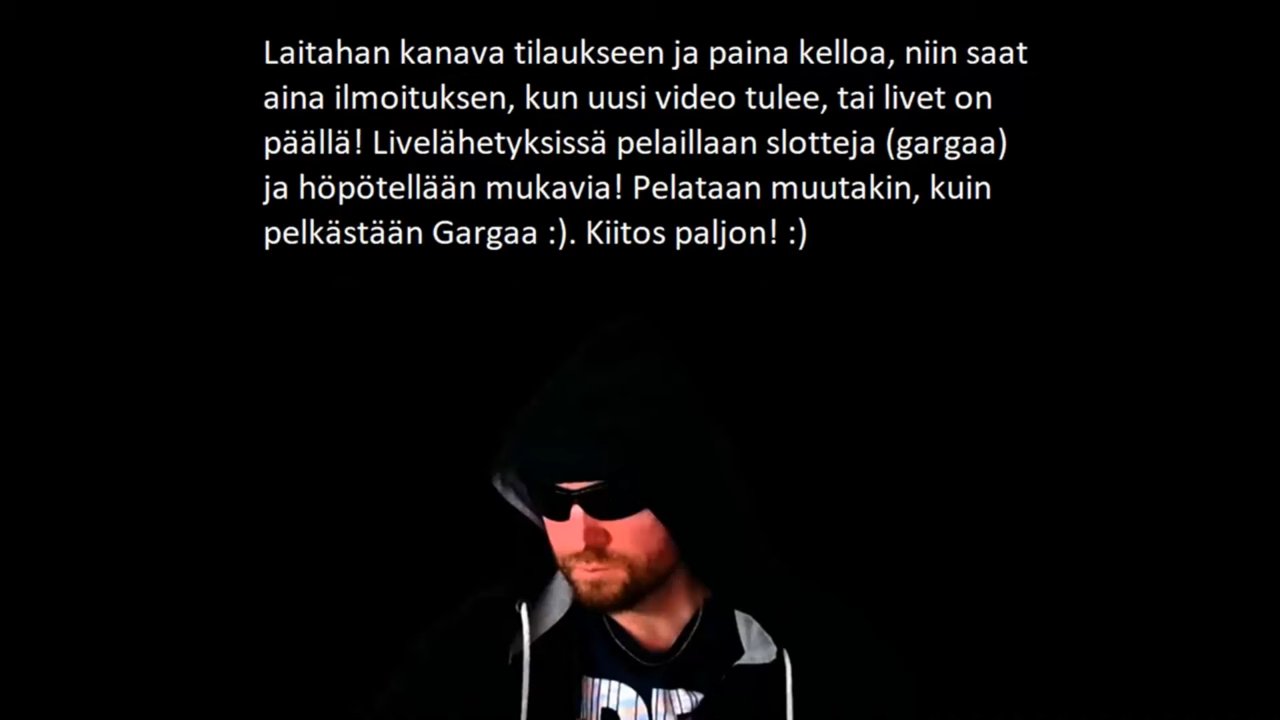 Laitahan kanava tilaukseen ja paina kelloa, niin saat
aina ilmoituksen, kun uusi video tulee, tai livet on
päällä! Livelähetyksissä pelaillaan slotteja (gargaa)
ja höpötellään mukavia! Pelataan muutakin, kuin
pelkästään Gargaa :). Kiitos paljon! :)